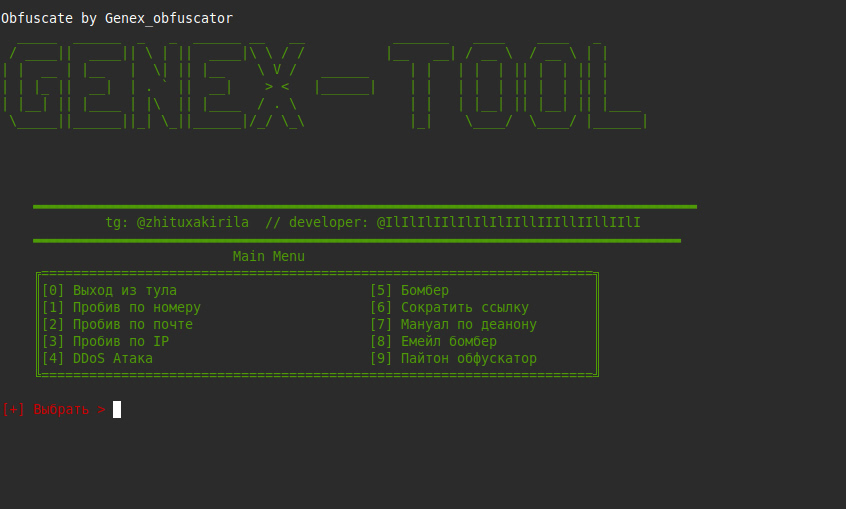 Obfuscate by Genex_obfuscator
GENEX - TOOL
tg: @zhituxakirila // developer: @IlIlIlIIlIlIlIlIIllIIIllIIllIIlI
Main Menu
[0] Выход из тула [5] Бомбер
[1] Пробив по номеру [6] Сократить ссылку
[2] Пробив по почте [7] Мануал по деанону
[3] Пробив по IP [8] Емейл бомбер
[4] DDoS Атака [9] Пайтон обфускатор
[+] Выбрать >